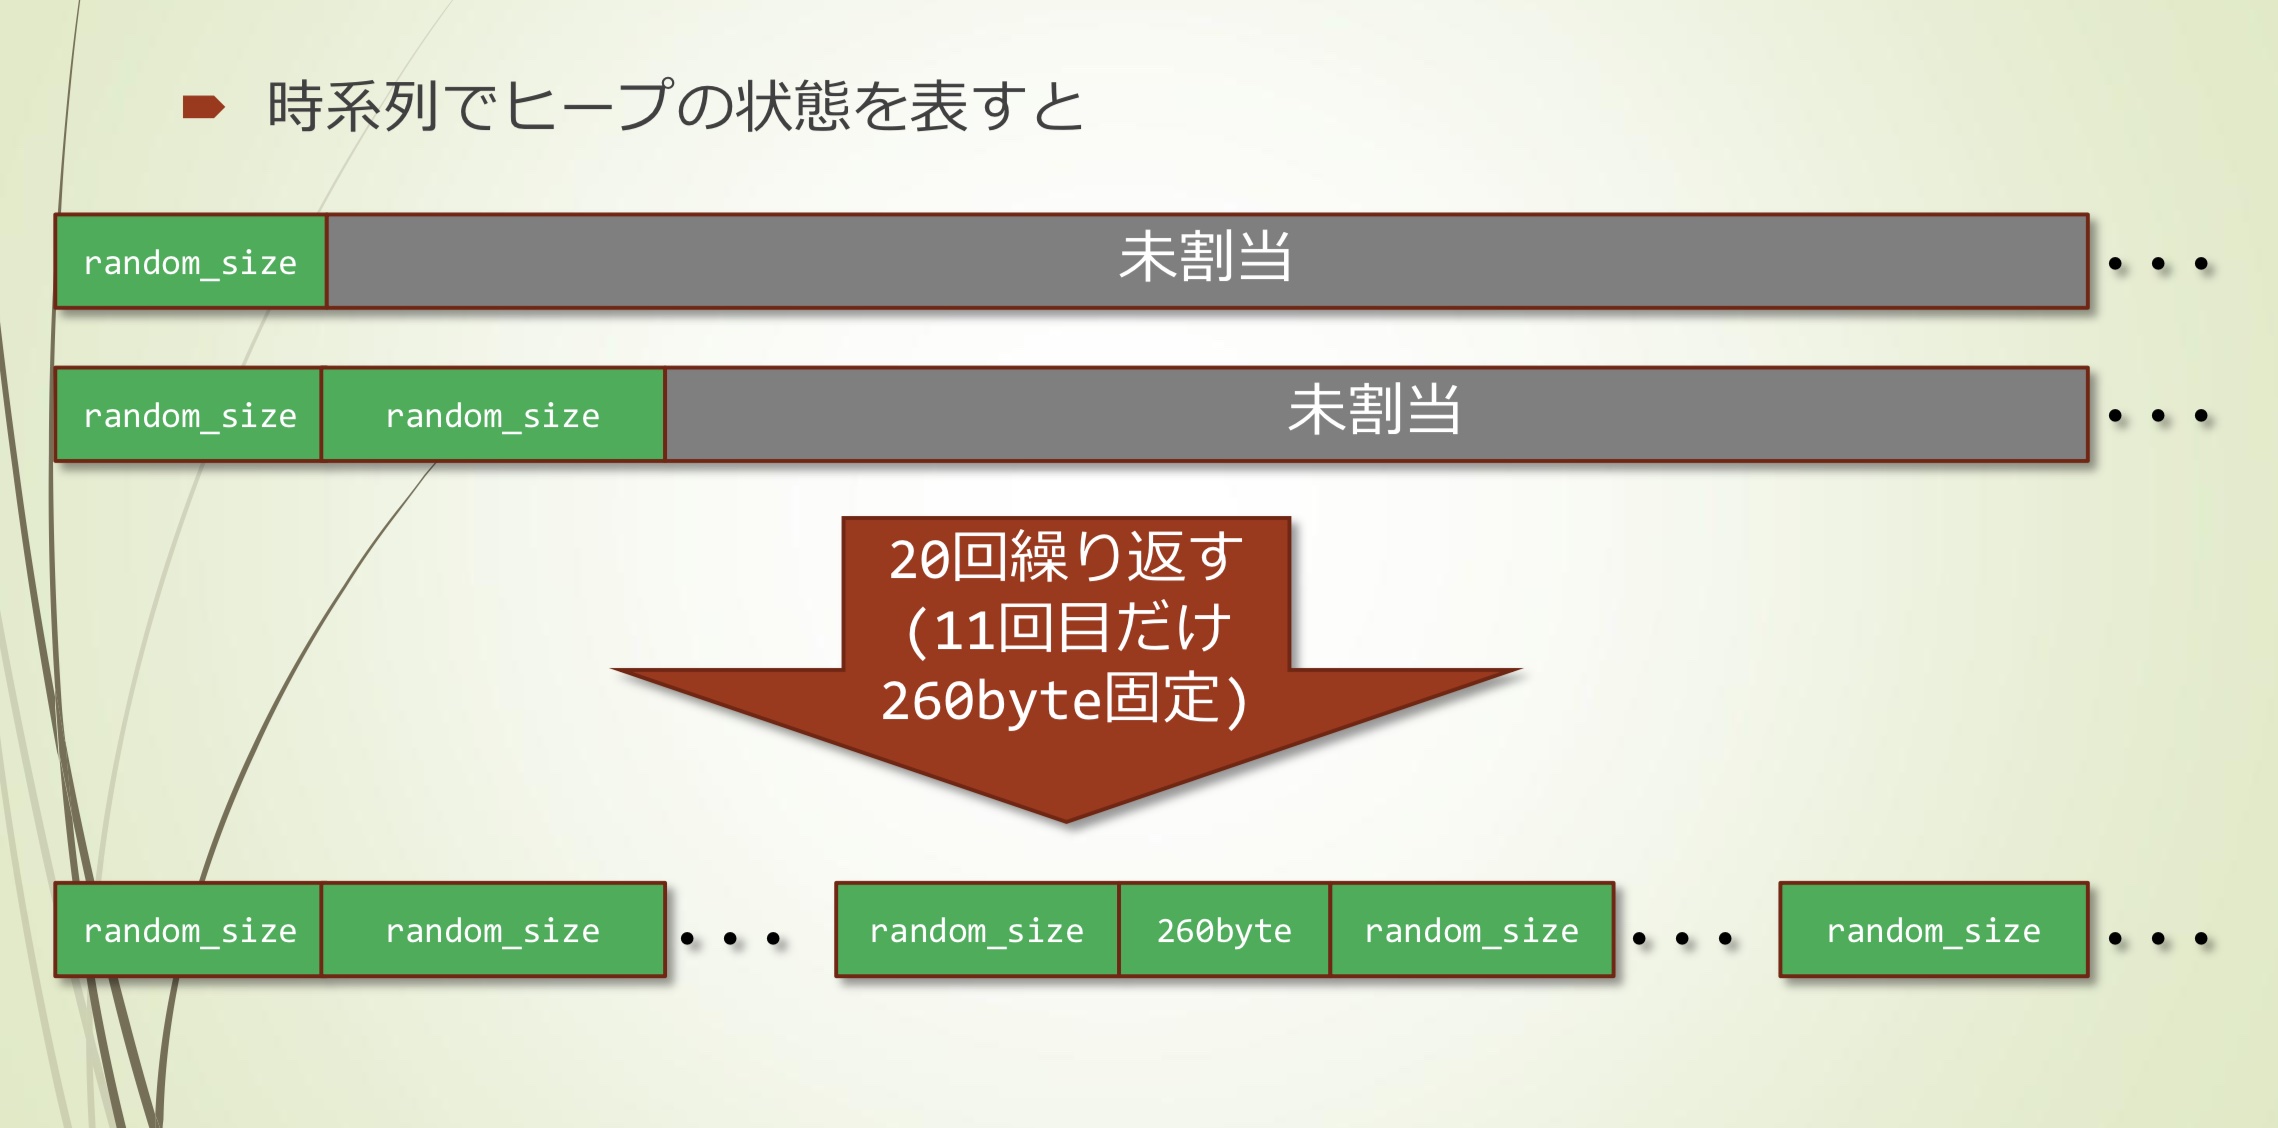 時系列でヒープの状態を表すと
random_size 未割当 ・・・
random_size random_size 未割当 ・・・
20回繰り返す
(11回目だけ
260byte固定)
random_size random_size ・・・ random_size 260byte random_size ・・・ random_size ・・・